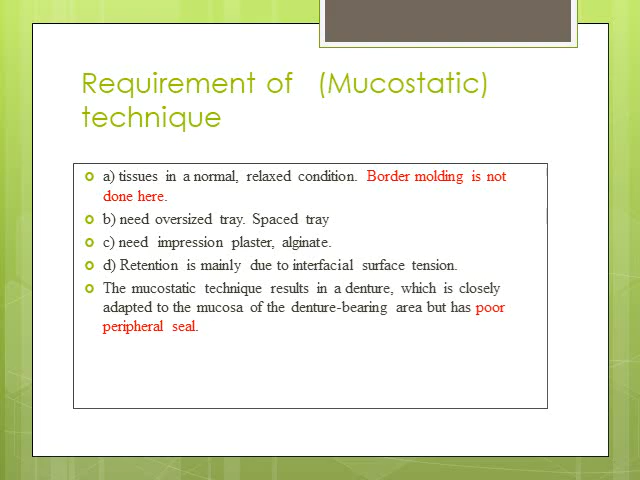 Requirement of (Mucostatic)
technique
a) tissues in a normal, relaxed condition. Border molding is not
done here.
b) need oversized tray. Spaced tray
c) need impression plaster, alginate.
d) Retention is mainly due to interfacial surface tension.
The mucostatic technique results in a denture, which is closely
adapted to the mucosa of the denture-bearing area but has poor
peripheral seal.